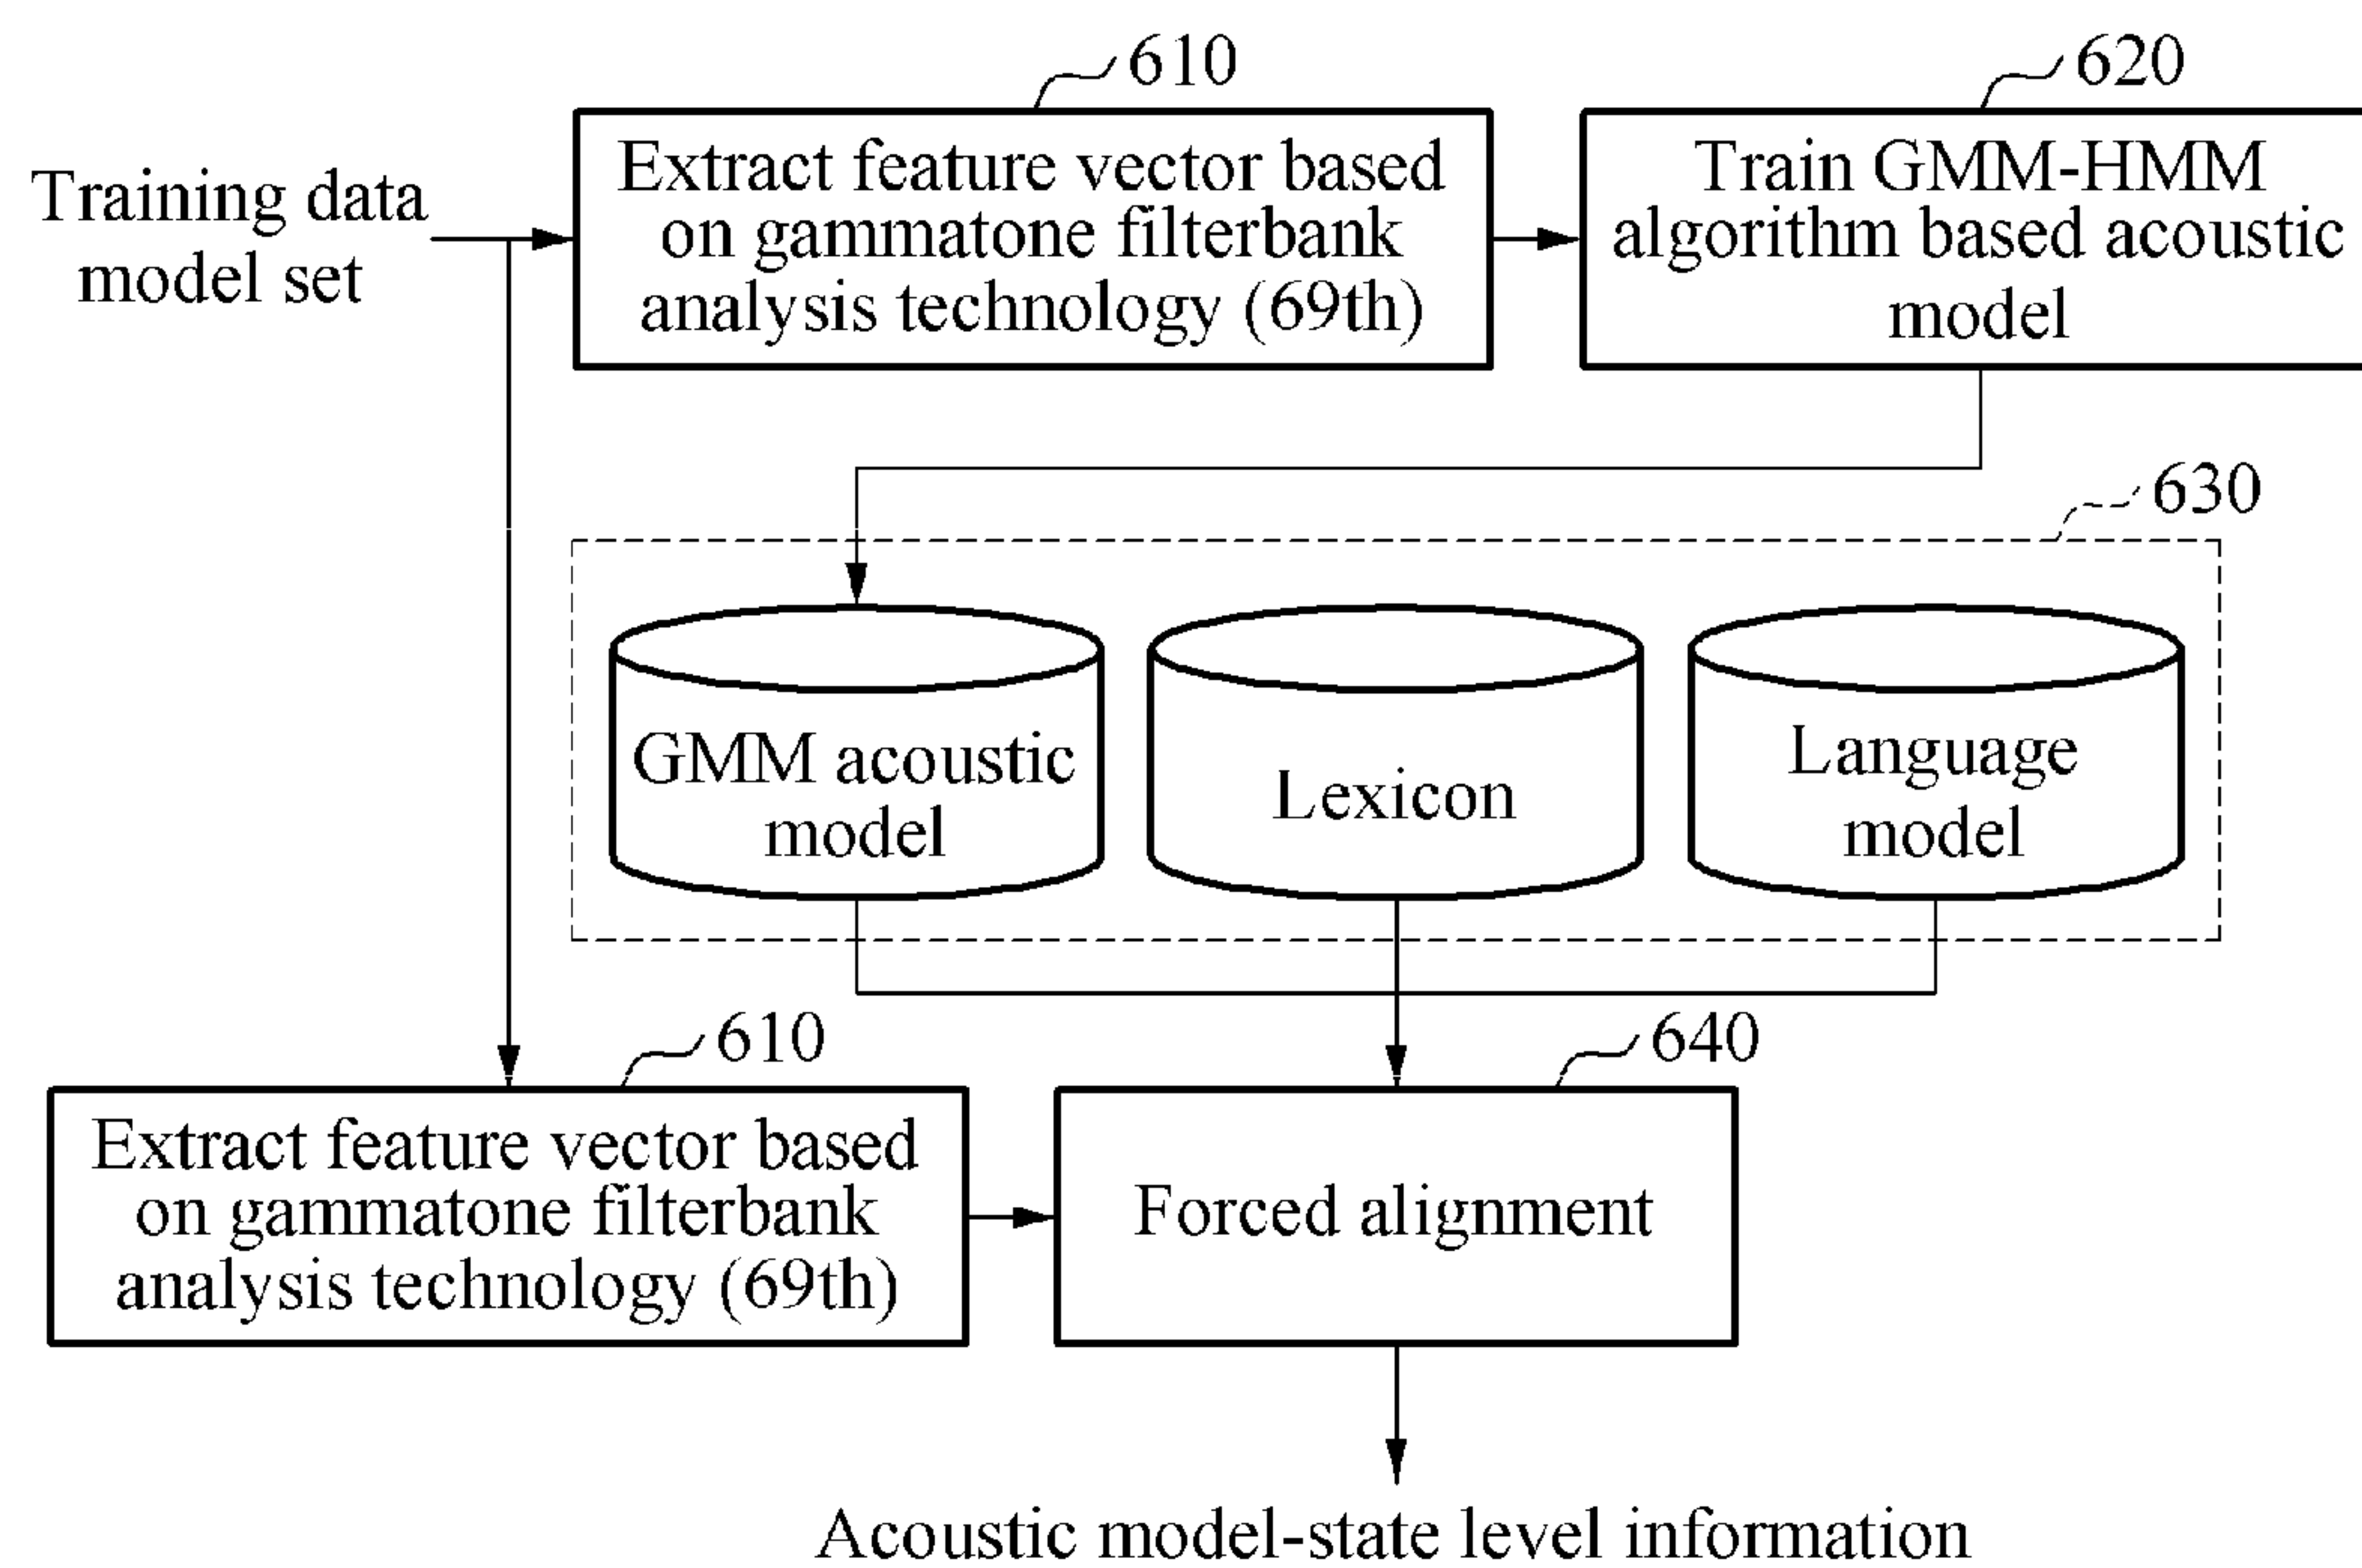 610
620
Training data
model set
Extract feature vector based
on gammatone filterbank
analysis technology (69th)
Train GMM-HMM
algorithm based acoustic
model
630
GMM acoustic
model
Lexicon
Language
model
610
640
Extract feature vector based
on gammatone filterbank
analysis technology (69th)
Forced alignment
Acoustic model-state level information